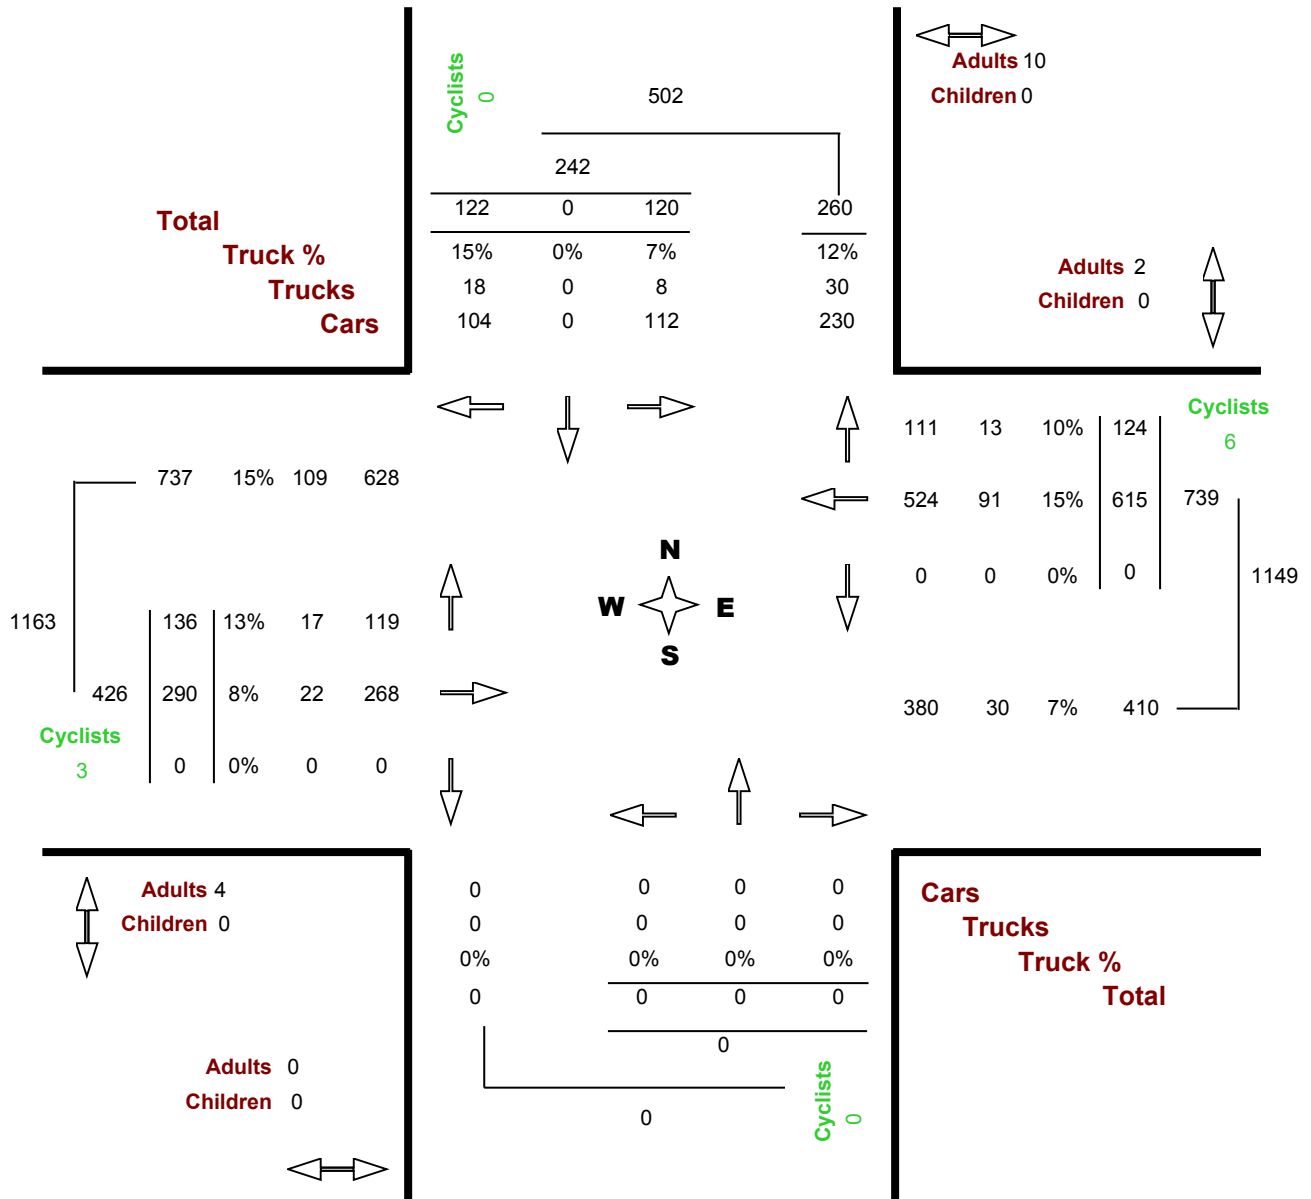 Adults 10
Children 0
Cyclists
0
502
242
122 0 120 260
Total
15% 0% 7% 12%
Truck %
18 0 8 30
Trucks
104 0 112 230
Cars
Adults 2
Children 0
Cyclists
6
111 13 10% 124
737 15% 109 628
524 91 15% 615 739
N
0 0 0% 0 1149
W E
S
1163 136 13% 17 119
426 290 8% 22 268
380 30 7% 410
Cyclists
3
0 0% 0 0
Adults 4
Children 0
0 0 0 0
0 0 0 0
0% 0% 0% 0%
0 0 0 0
Cars
Trucks
Truck %
Total
0
Adults 0
Children 0
0
Cyclists
0